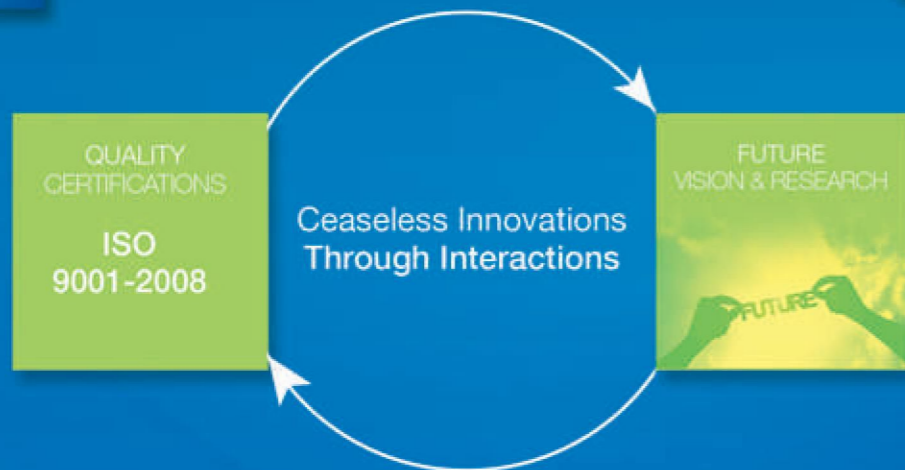 QUALITY
CERTIFICATIONS
ISO
9001-2008
Ceaseless Innovations
Through Interactions
FUTURE
VISION & RESEARCH
FUTURE